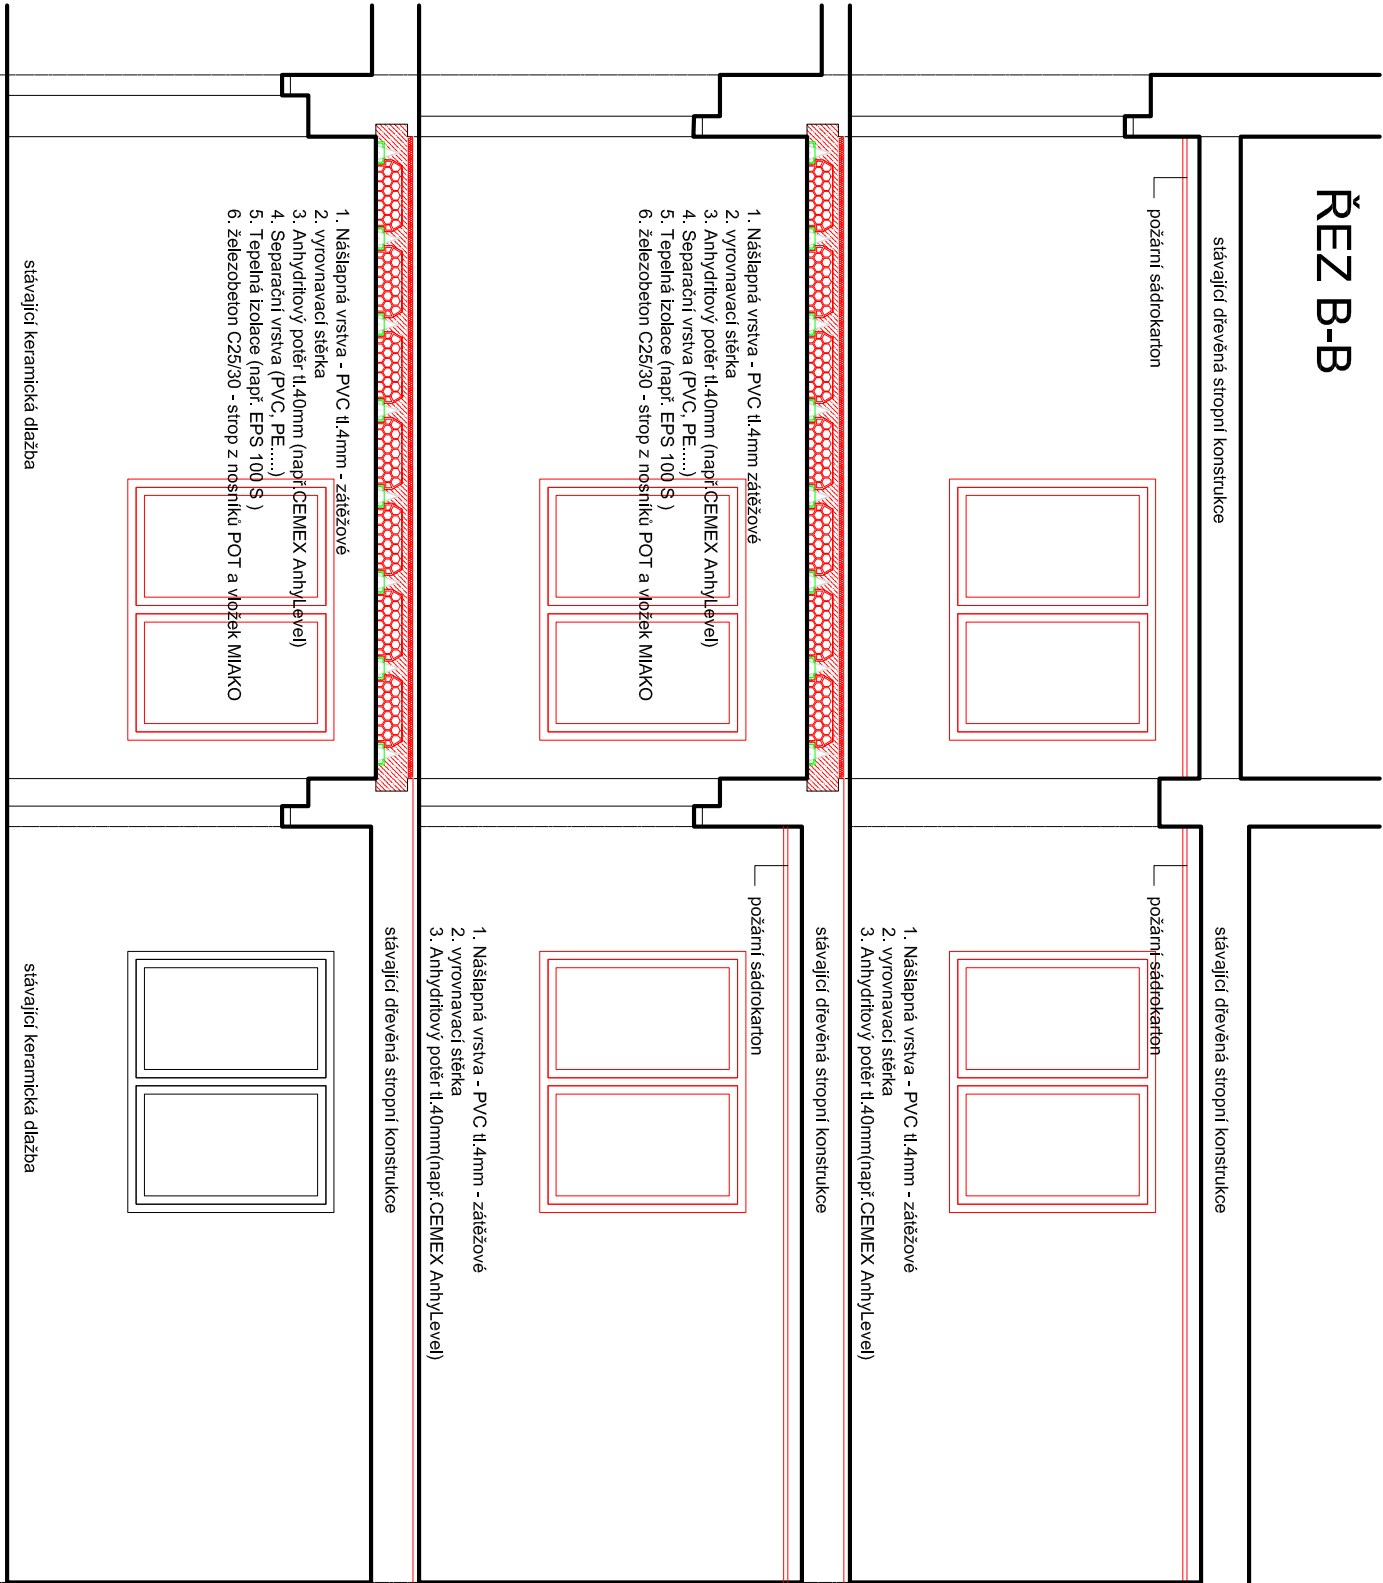 ŘEZ B-B
stávající dřevěná stropní konstrukce
stávající dřevěná stropní konstrukce
požární sádrokarton
požární sádrokarton
1. Nášlapná vrstva - PVC tl.4mm - zátěžové
2. vyrovnavací stěrka
3. Anhydritový potěr tl.40mm(např.CEMEX AnhyLevel)
stávající dřevěná stropní konstrukce
požární sádrokarton
1. Nášlapná vrstva - PVC tl.4mm zátěžové
2. vyrovnavací stěrka
3. Anhydritový potěr tl.40mm (např.CEMEX AnhyLevel)
4. Separační vrstva (PVC, PE.....)
5. Tepelná izolace (např. EPS 100 S )
6. železobeton C25/30 - strop z nosníků POT a vložek MIAKO
1. Nášlapná vrstva - PVC tl.4mm - zátěžové
2. vyrovnavací stěrka
3. Anhydritový potěr tl.40mm(např.CEMEX AnhyLevel)
stávající dřevěná stropní konstrukce
1. Nášlapná vrstva - PVC tl.4mm - zátěžové
2. vyrovnavací stěrka
3. Anhydritový potěr tl.40mm (např.CEMEX AnhyLevel)
4. Separační vrstva (PVC, PE.....)
5. Tepelná izolace (např. EPS 100 S )
6. železobeton C25/30 - strop z nosníků POT a vložek MIAKO
stávající keramická dlažba
stávající keramická dlažba